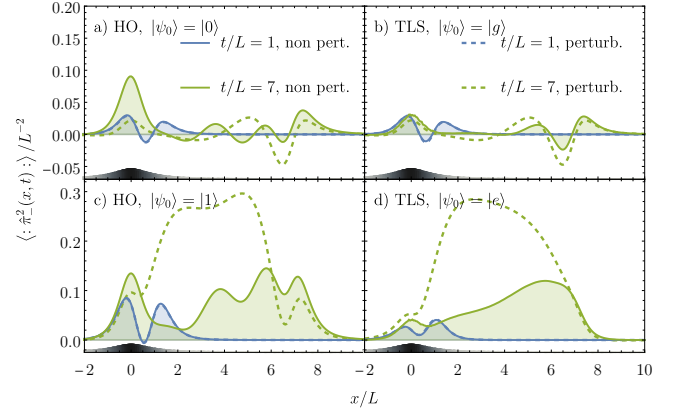 a) HO, |ψ₀⟩ = |0⟩
t/L = 1, non pert.
t/L = 7, non pert.
b) TLS, |ψ₀⟩ = |g⟩
t/L = 1, perturb.
t/L = 7, perturb.
0.20
0.15
0.10
0.05
0.00
−0.05
⟨: π̂²₋(x, t) :⟩/L⁻²
c) HO, |ψ₀⟩ = |1⟩
d) TLS, |ψ₀⟩ = |e⟩
0.3
0.2
0.1
0.0
−2 0 2 4 6 8 −2 0 2 4 6 8 10
x/L